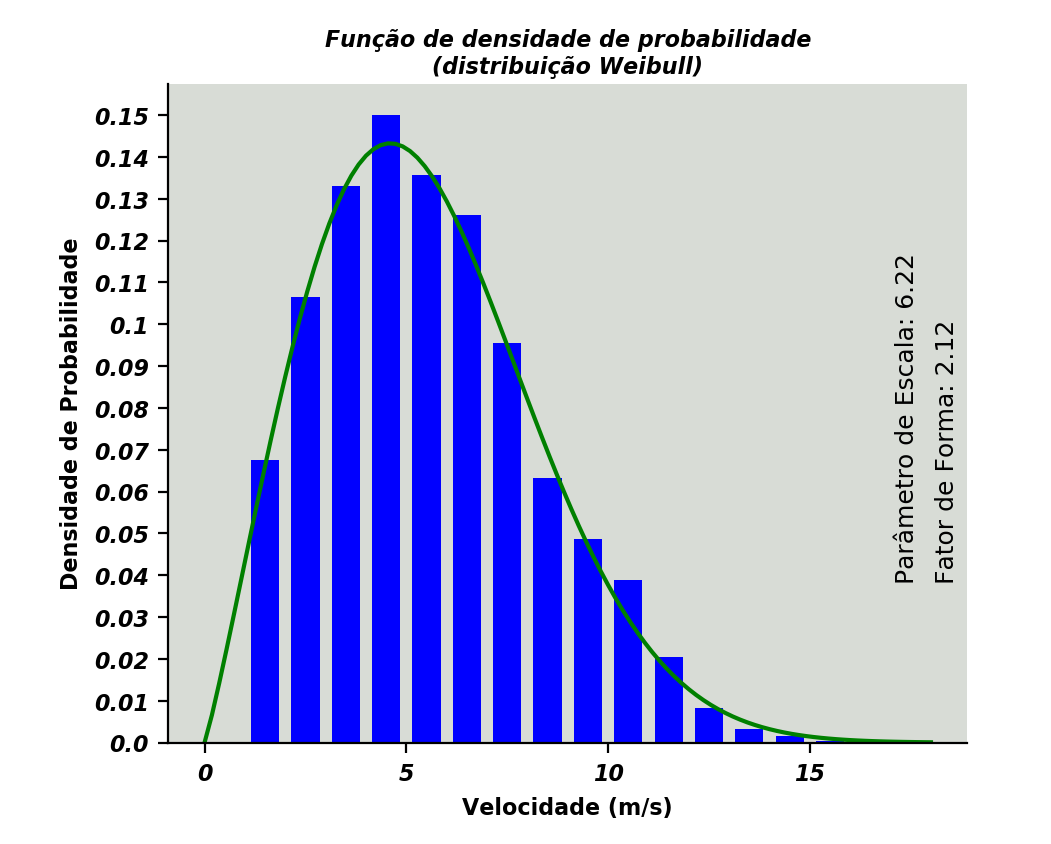 Função de densidade de probabilidade
(distribuição Weibull)
Densidade de Probabilidade
0.15
0.14
0.13
0.12
0.11
0.1
0.09
0.08
0.07
0.06
0.05
0.04
0.03
0.02
0.01
0.0
Parâmetro de Escala: 6.22
Fator de Forma: 2.12
0 5 10 15
Velocidade (m/s)